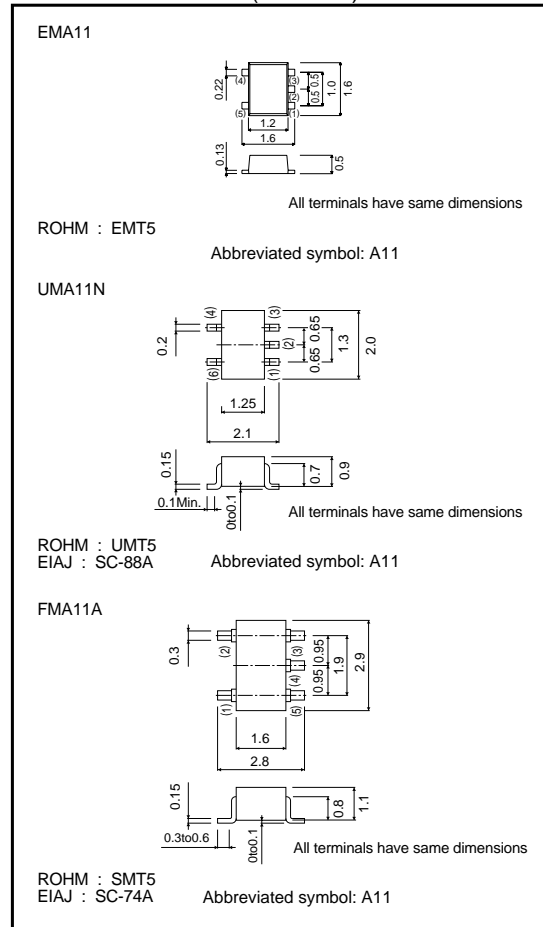 EMA11
0.22
(4)
(3)
(2)
(5)
(1)
0.5
0.5
1.0
1.6
1.2
1.6
0.13
0.5
All terminals have same dimensions
ROHM : EMT5
Abbreviated symbol: A11
UMA11N
(4)
(3)
0.2
(2)
(6)
(1)
0.65
0.65
1.3
2.0
1.25
2.1
0.15
0.1Min.
0to0.1
0.7
0.9
All terminals have same dimensions
ROHM : UMT5
EIAJ : SC-88A
Abbreviated symbol: A11
FMA11A
0.3
(2)
(3)
(4)
(1)
(5)
0.95
0.95
1.9
2.9
1.6
2.8
0.15
0.3to0.6
0to0.1
0.8
1.1
All terminals have same dimensions
ROHM : SMT5
EIAJ : SC-74A
Abbreviated symbol: A11